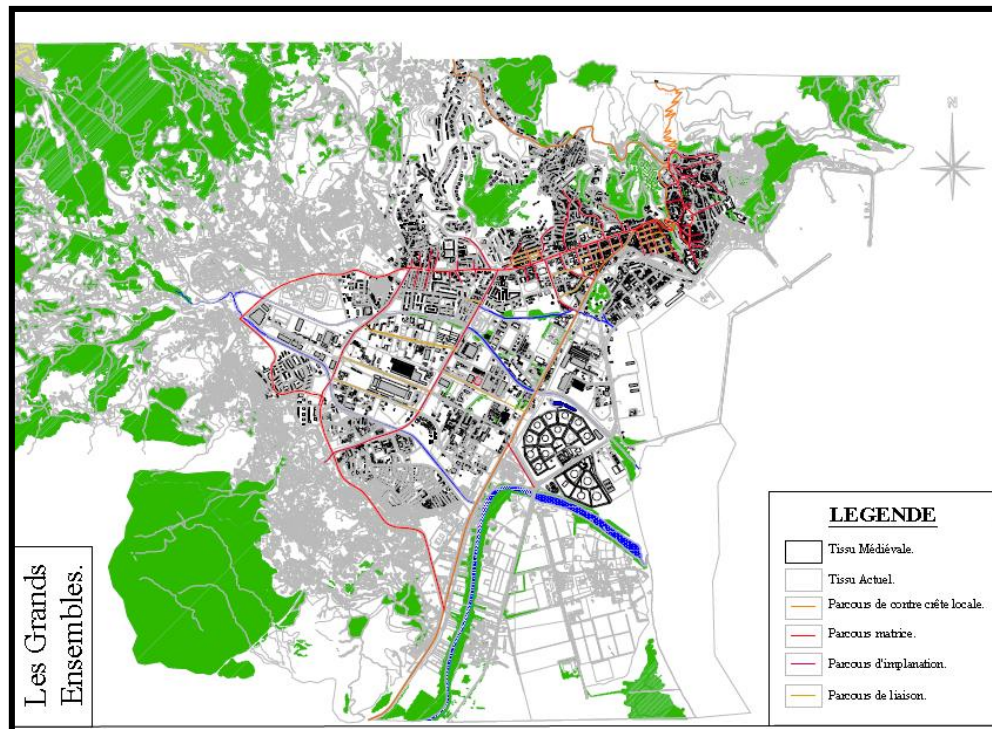 N
Les Grands
Ensembles.
LEGENDE
Tissu Médiévale.
Tissu Actuel.
Parcours de contre crête locale.
Parcours matrice.
Parcours d'implanation.
Parcours de liaison.